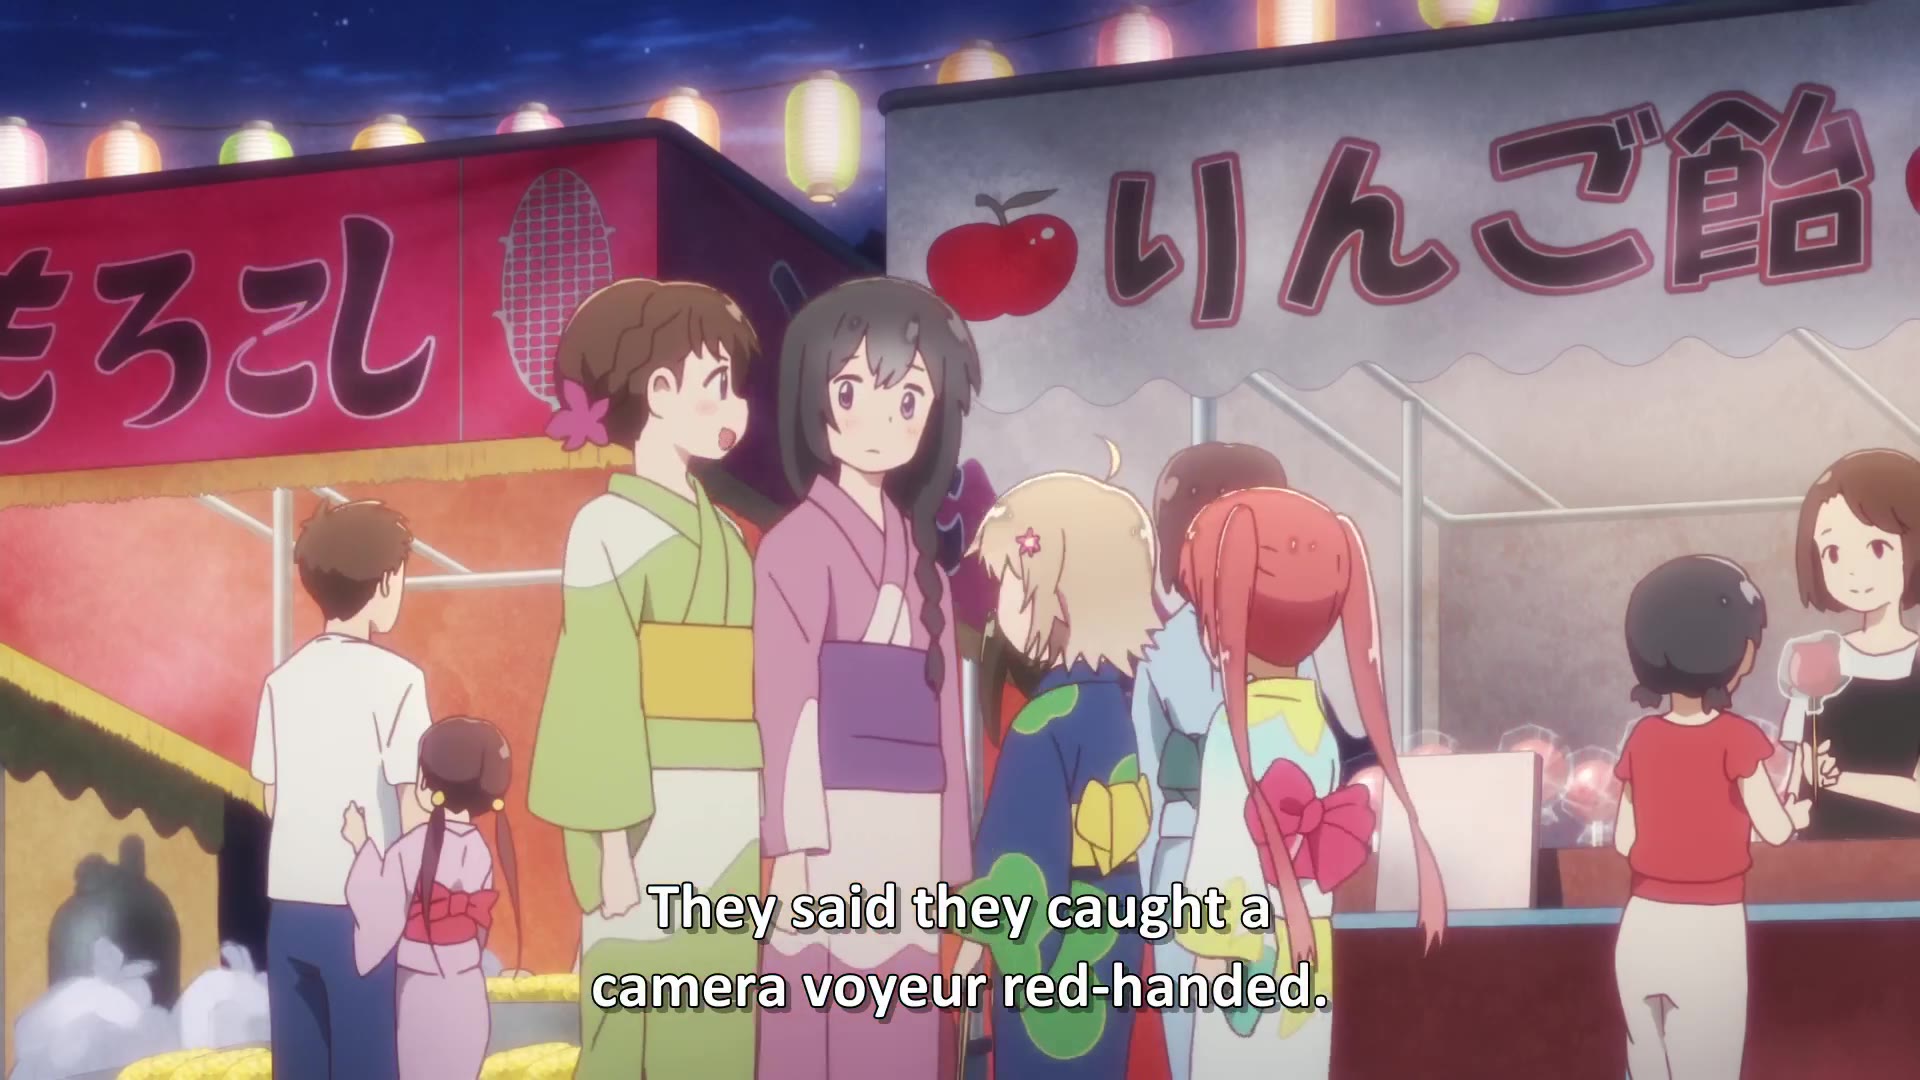 もろこし
りんご飴
They said they caught a
camera voyeur red-handed.